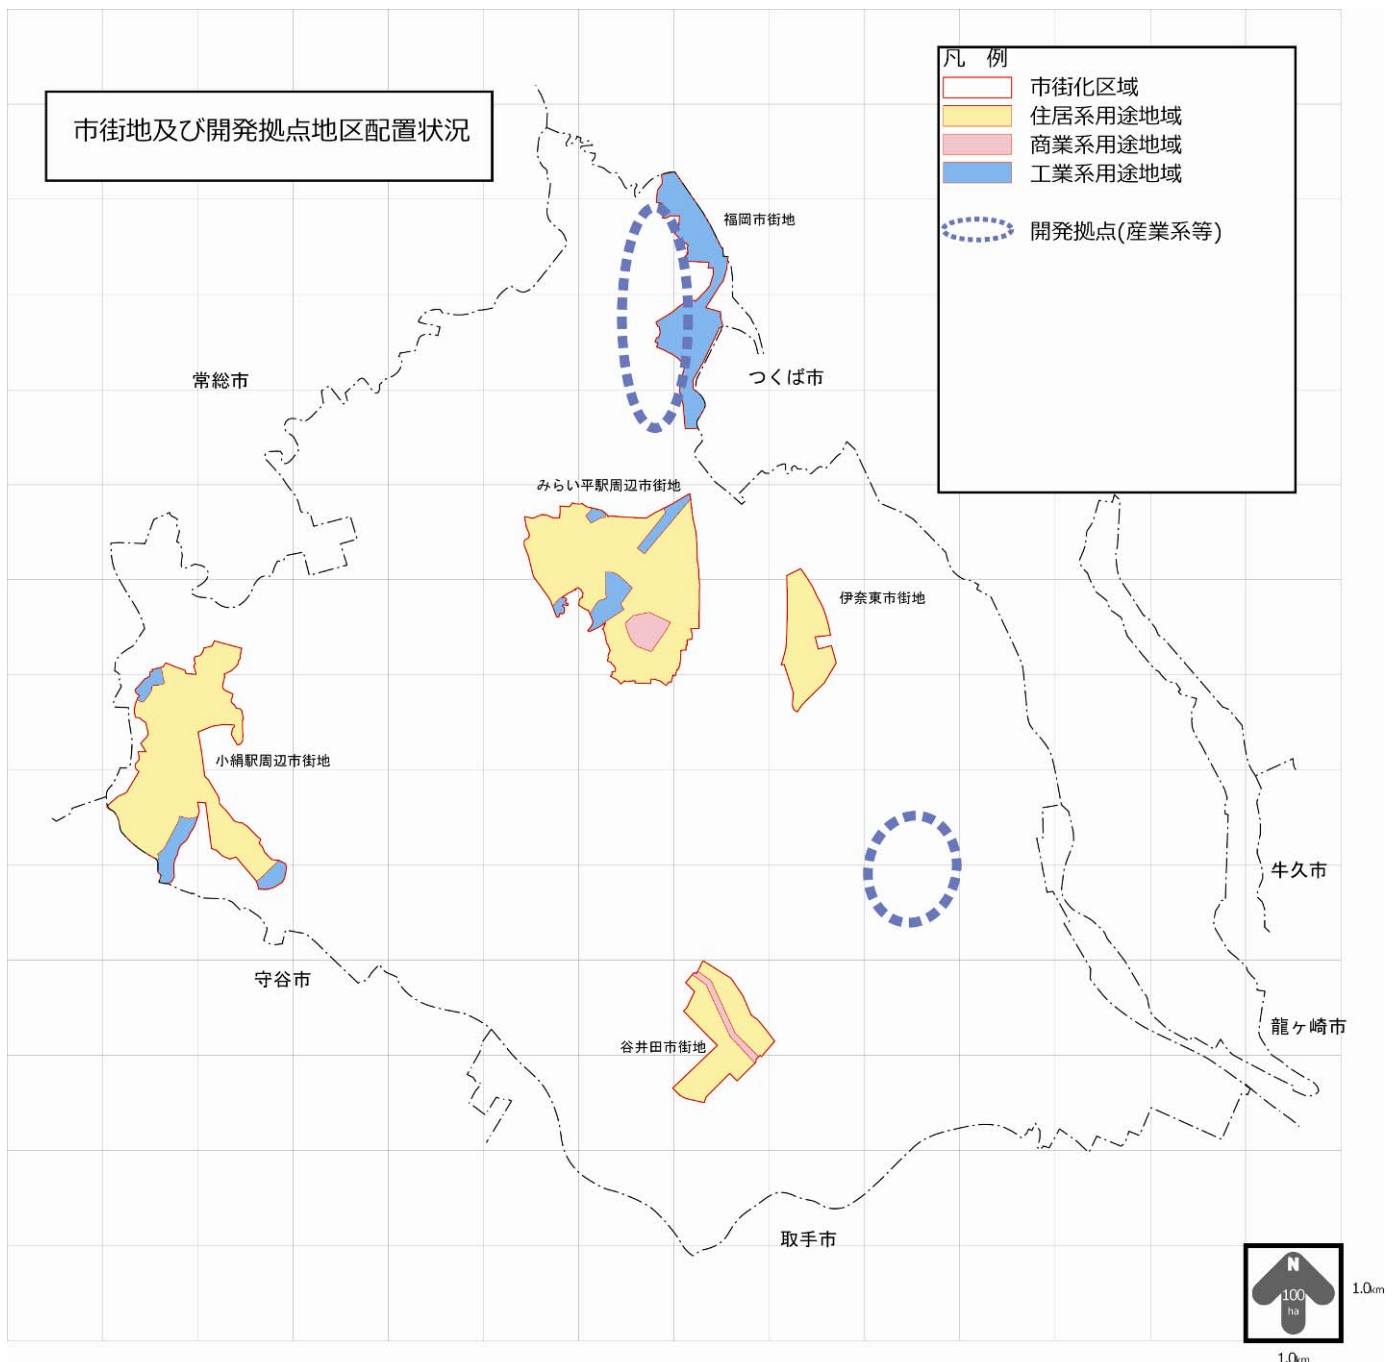 市街地及び開発拠点地区配置状況
凡 例
市街化区域
住居系用途地域
商業系用途地域
工業系用途地域
開発拠点(産業系等)
福岡市街地
常総市
つくば市
みらい平駅周辺市街地
伊奈東市街地
小絹駅周辺市街地
牛久市
守谷市
龍ヶ崎市
谷井田市街地
取手市
N
100
ha
1.0km
1.0km